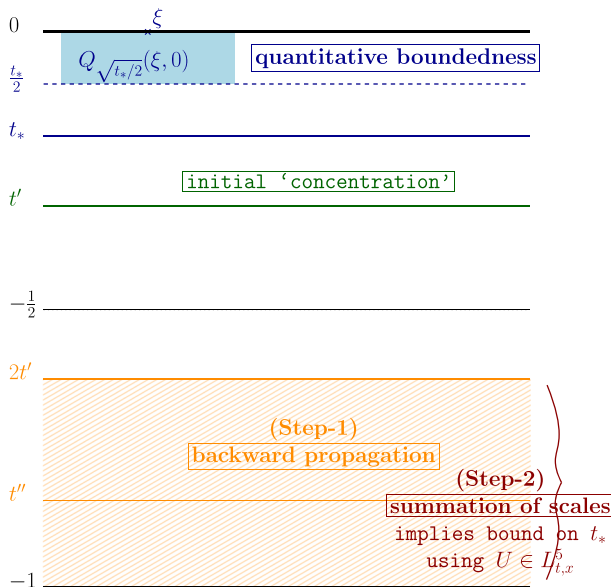 0
ξ
Q_{\sqrt{t_*/2}}(ξ, 0)
quantitative boundedness
t_*/2
t_*
initial ‘concentration’
t′
−1/2
2t′
(Step-1)
backward propagation
(Step-2)
t″
summation of scales
implies bound on t_*
using U ∈ L^5_{t,x}
−1